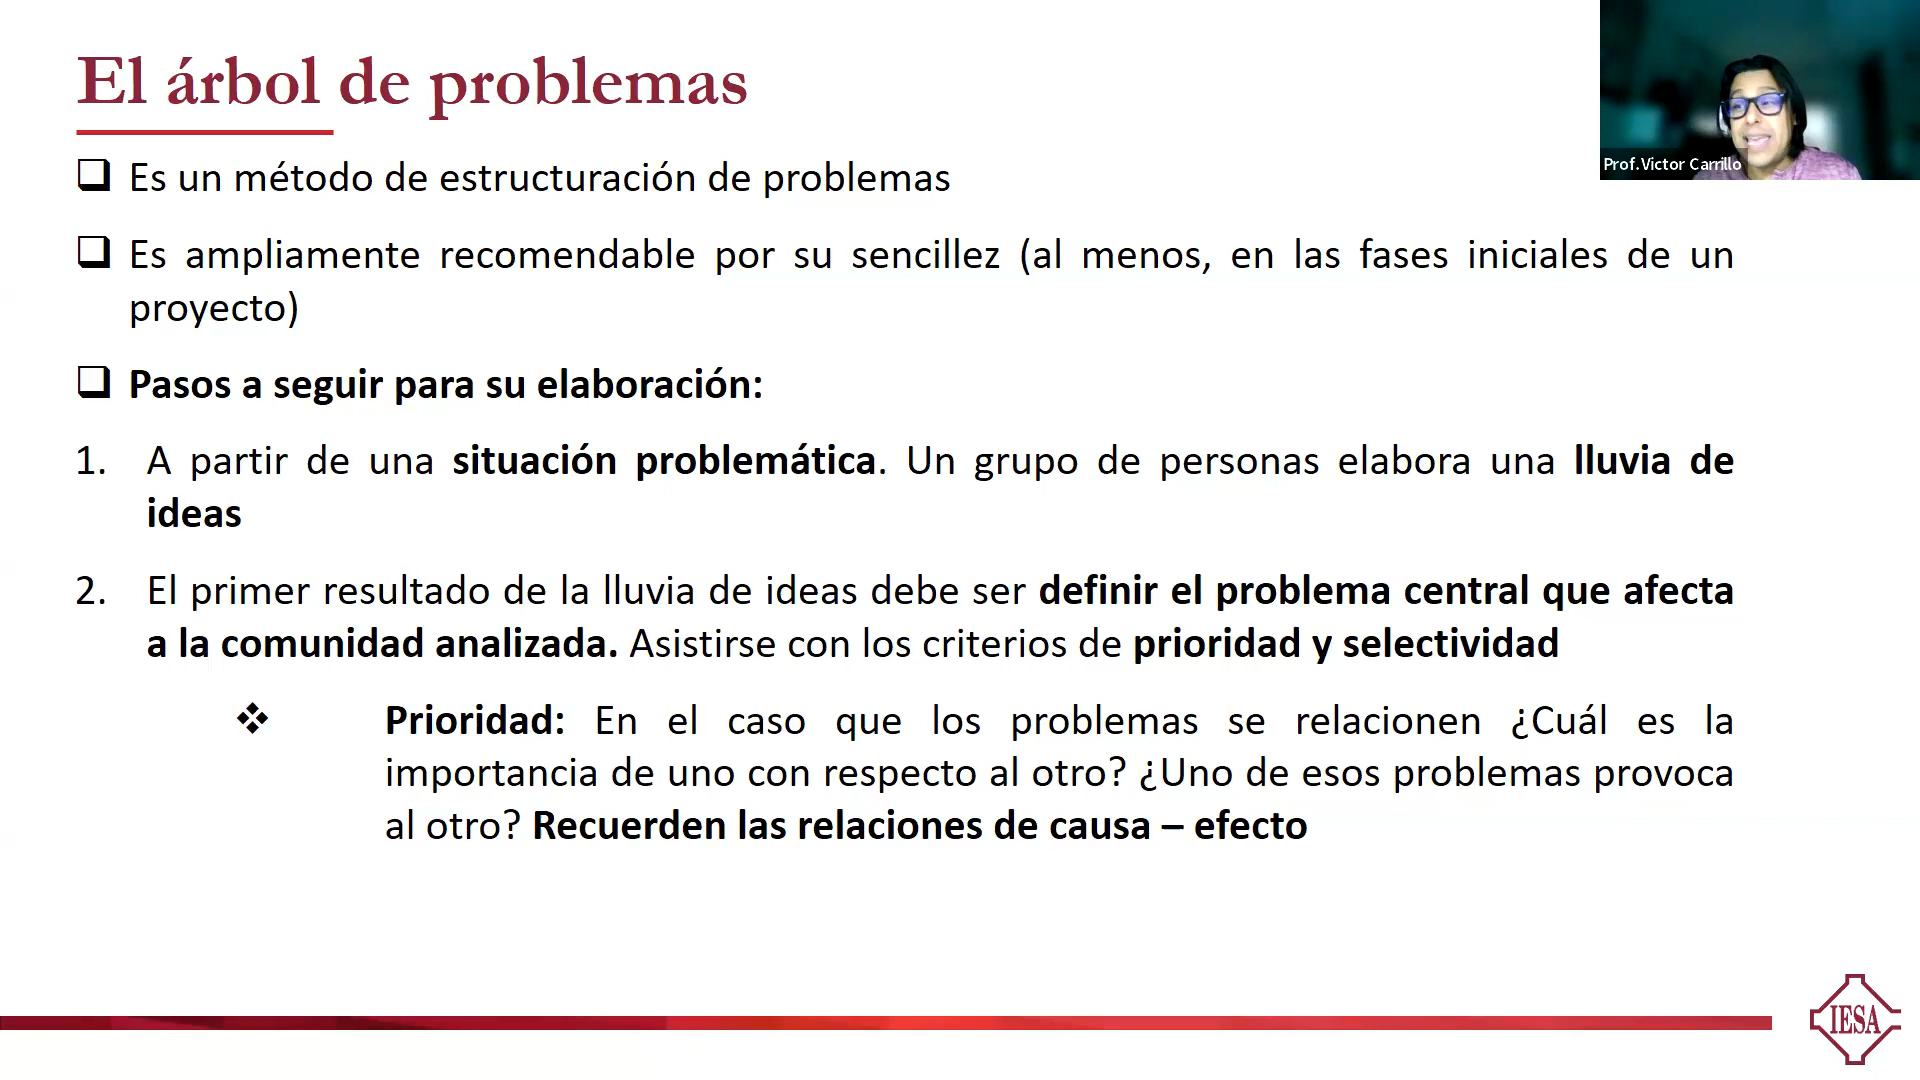 El árbol de problemas
Prof. Victor Carrillo
Es un método de estructuración de problemas
Es ampliamente recomendable por su sencillez (al menos, en las fases iniciales de un
proyecto)
Pasos a seguir para su elaboración:
1. A partir de una situación problemática. Un grupo de personas elabora una lluvia de
ideas
2. El primer resultado de la lluvia de ideas debe ser definir el problema central que afecta
a la comunidad analizada. Asistirse con los criterios de prioridad y selectividad
Prioridad: En el caso que los problemas se relacionen ¿Cuál es la
importancia de uno con respecto al otro? ¿Uno de esos problemas provoca
al otro? Recuerden las relaciones de causa – efecto
IESA